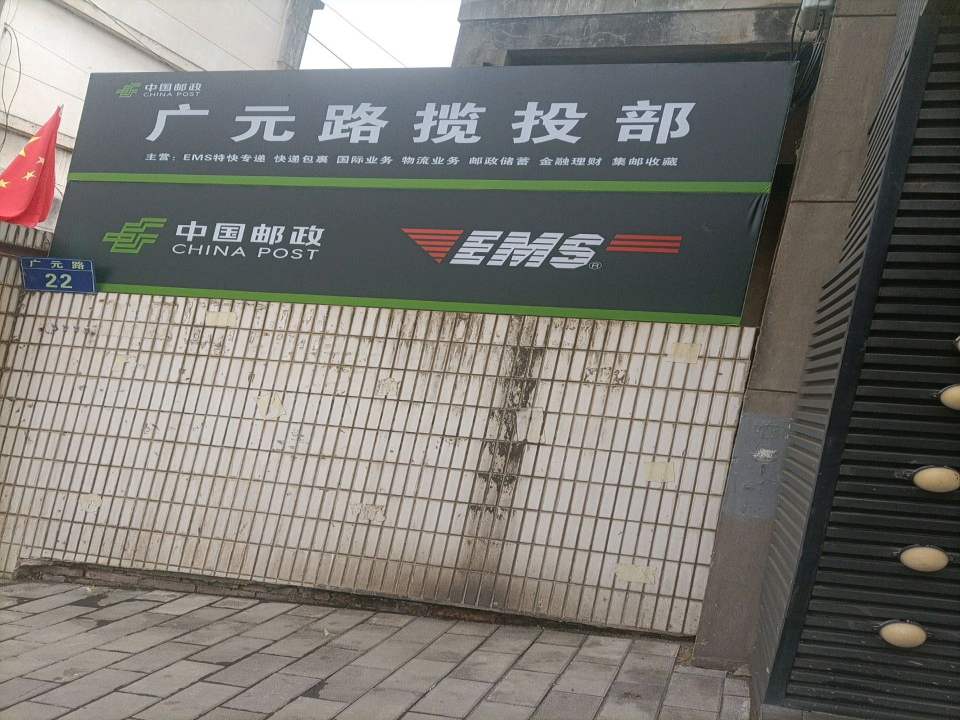 中国邮政
CHINA POST
广元路揽投部
主营：EMS特快专递 快递包裹 国际业务 物流业务 邮政储蓄 金融理财 集邮收藏
中国邮政
CHINA POST
EMS®
广元路
22